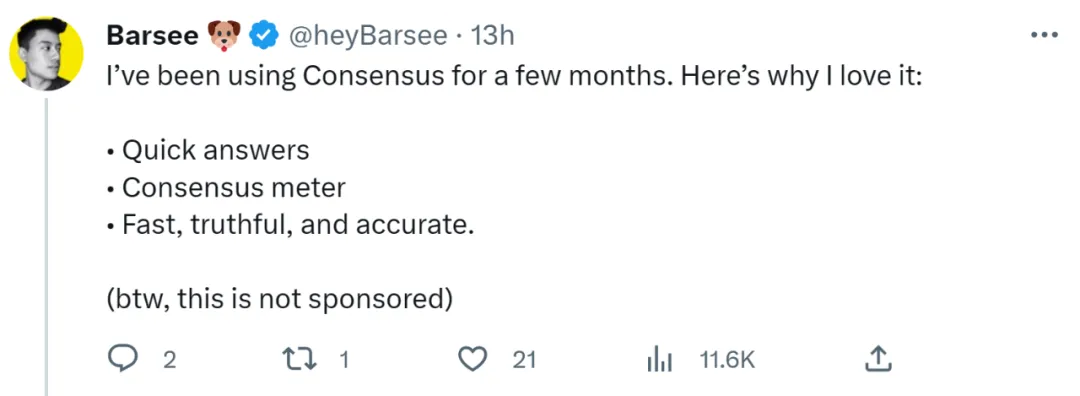 Barsee 🐶 @heyBarsee · 13h
I’ve been using Consensus for a few months. Here’s why I love it:
• Quick answers
• Consensus meter
• Fast, truthful, and accurate.
(btw, this is not sponsored)
2 1 21 11.6K